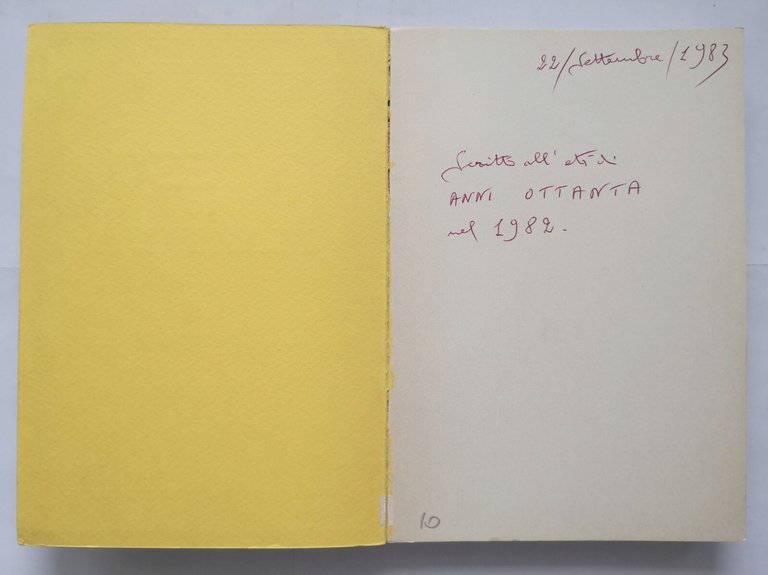 22/Settembre/1983
Scritto all'età di
ANNI OTTANTA
nel 1982.
10